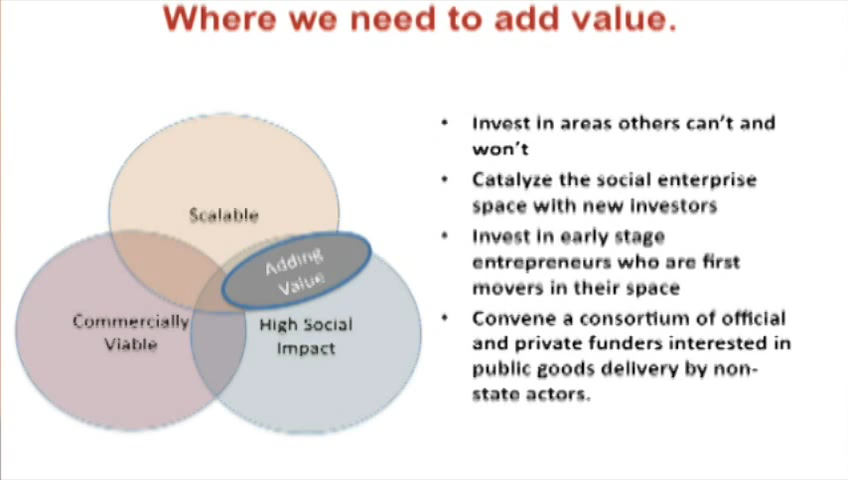 Where we need to add value.
Scalable
Adding
Value
Commercially
Viable
High Social
Impact
• Invest in areas others can't and
won't
• Catalyze the social enterprise
space with new investors
• Invest in early stage
entrepreneurs who are first
movers in their space
• Convene a consortium of official
and private funders interested in
public goods delivery by non-
state actors.